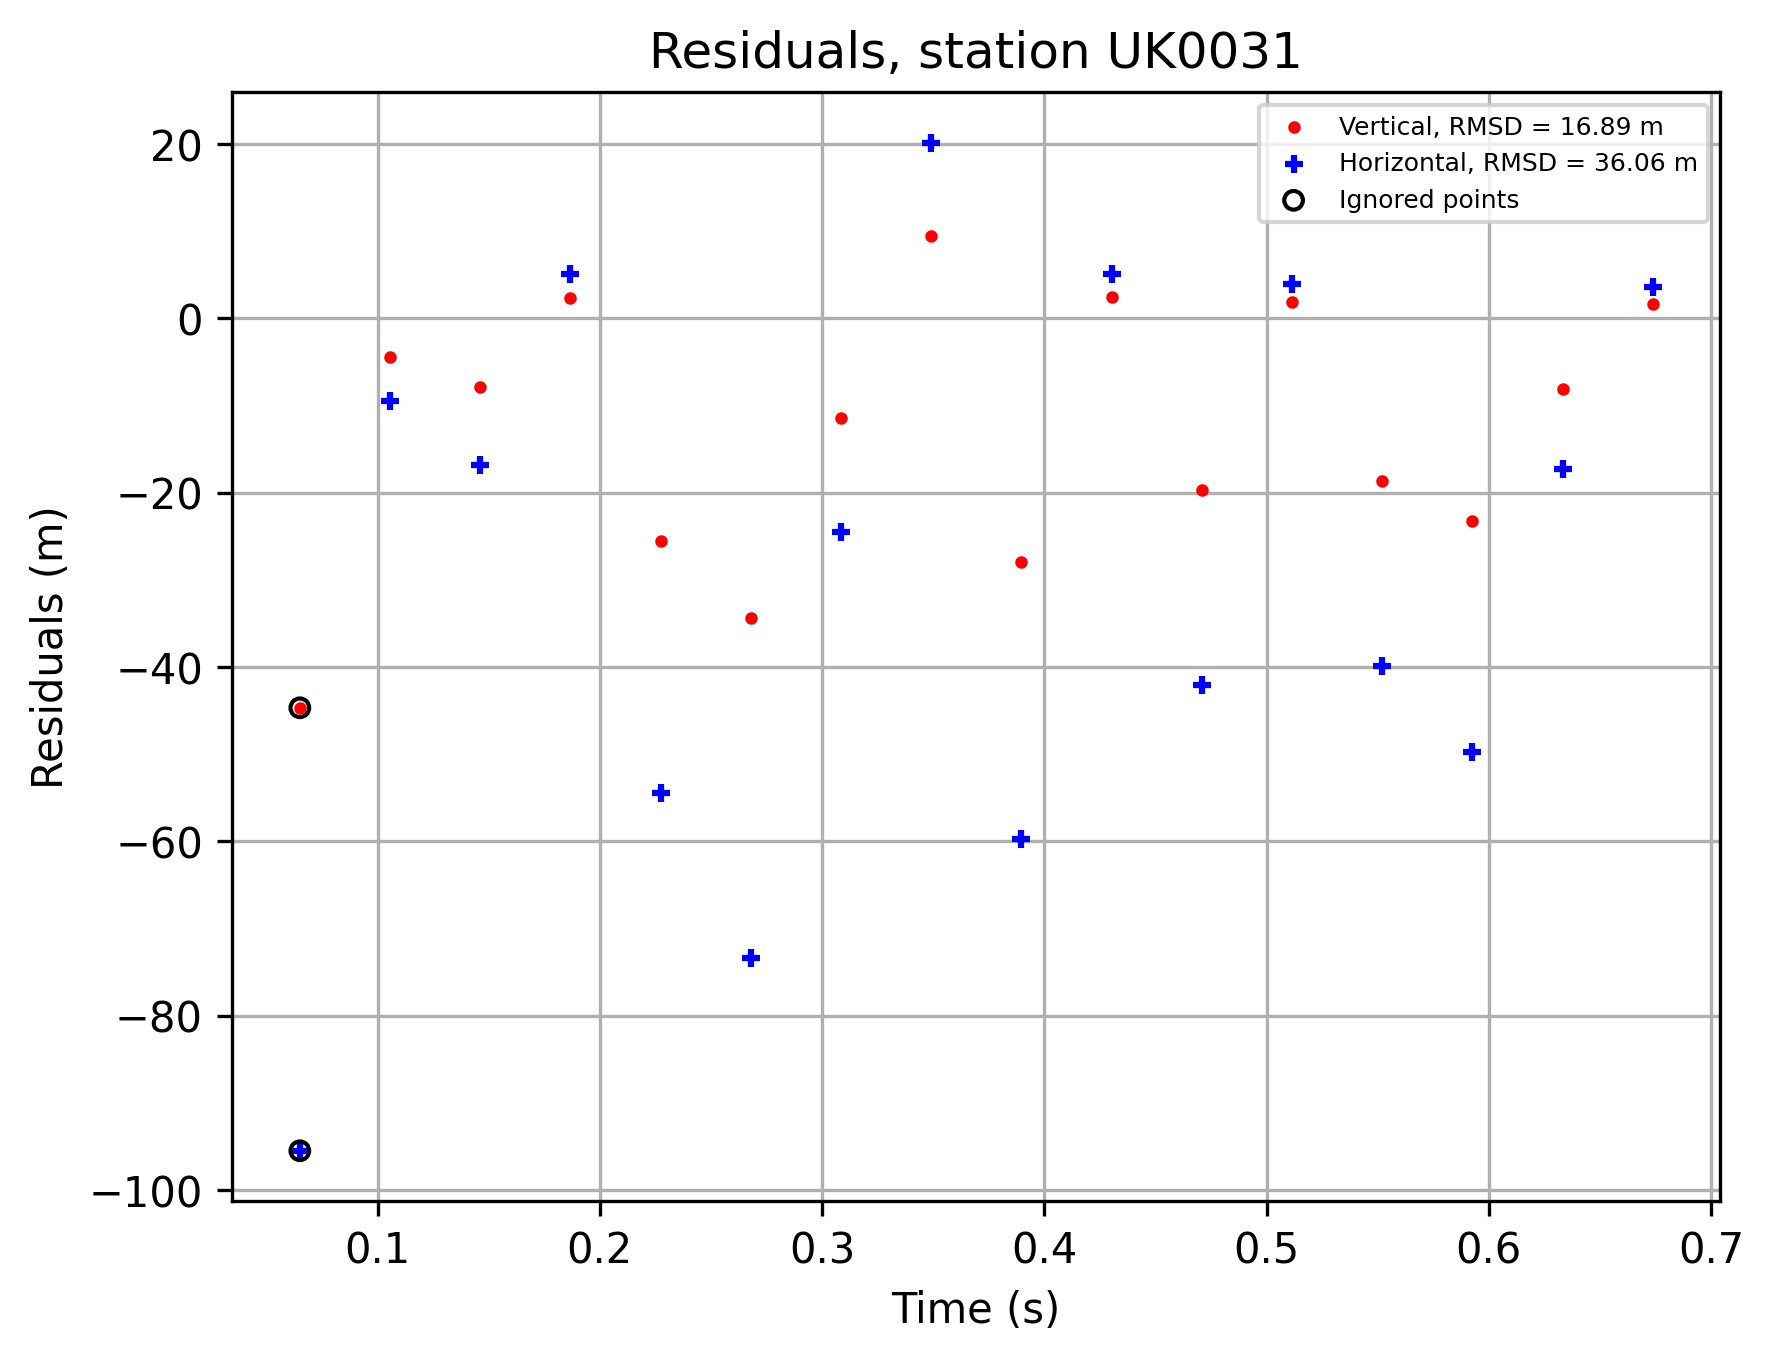 Residuals, station UK0031
Vertical, RMSD = 16.89 m
Horizontal, RMSD = 36.06 m
Ignored points
Residuals (m)
20
0
−20
−40
−60
−80
−100
0.1 0.2 0.3 0.4 0.5 0.6 0.7
Time (s)